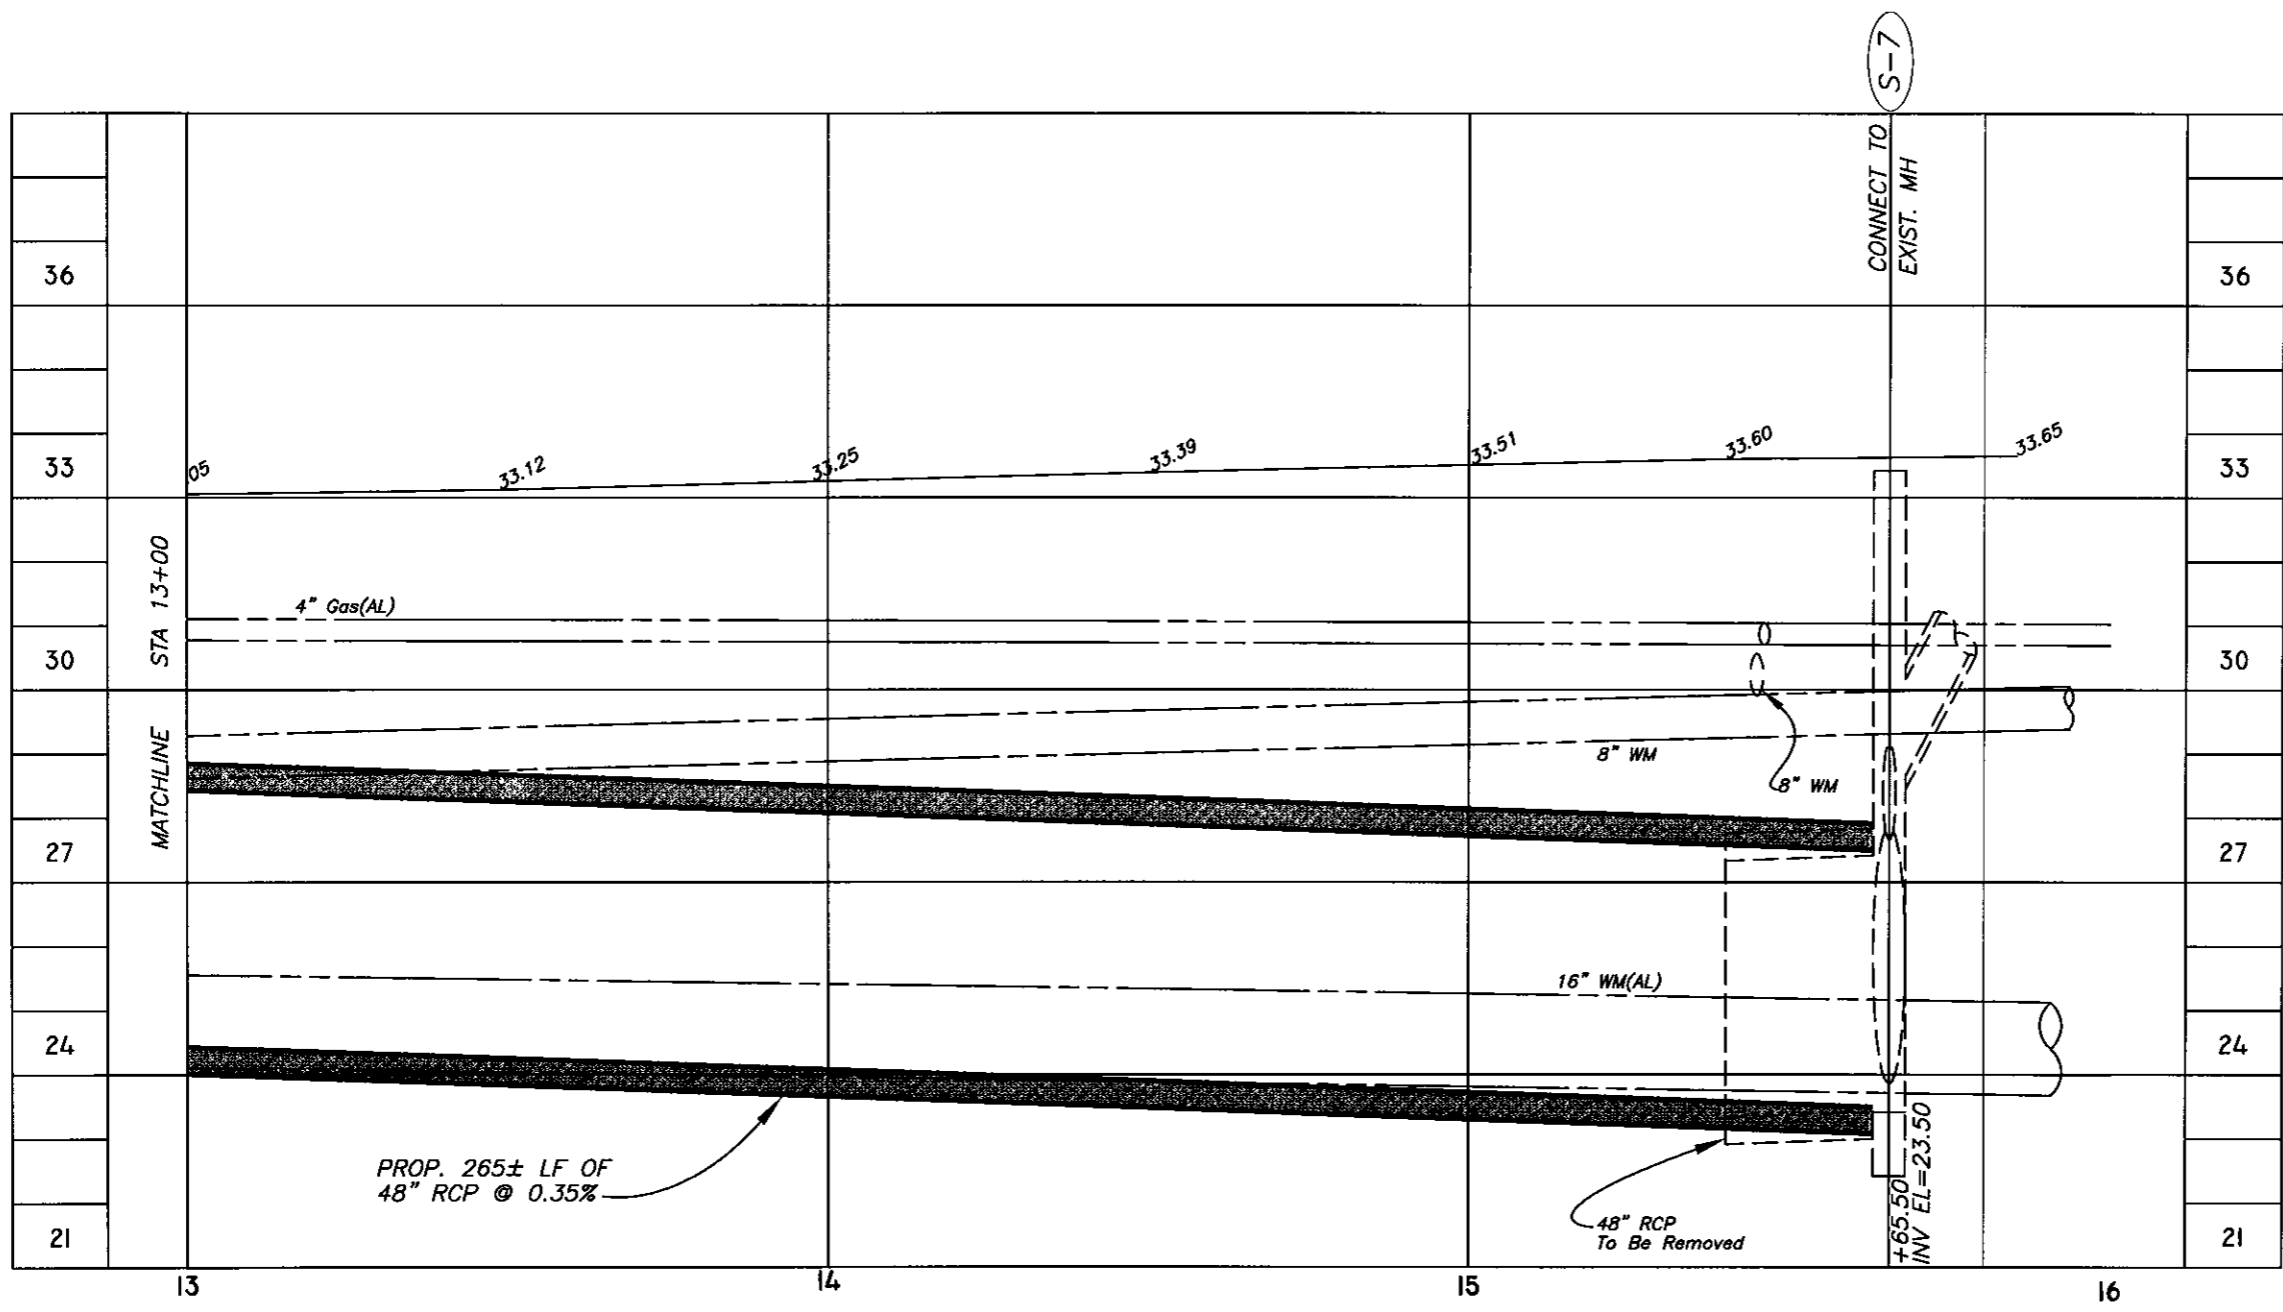 S-7
CONNECT TO
EXIST. MH
36
36
33
05
33.12
33.25
33.39
33.51
33.60
33.65
33
MATCHLINE STA 13+00
4" Gas(AL)
30
30
8" WM
8" WM
27
27
16" WM(AL)
24
24
PROP. 265± LF OF
48" RCP @ 0.35%
48" RCP
To Be Removed
+65.50
INV EL=23.50
21
21
13
14
15
16